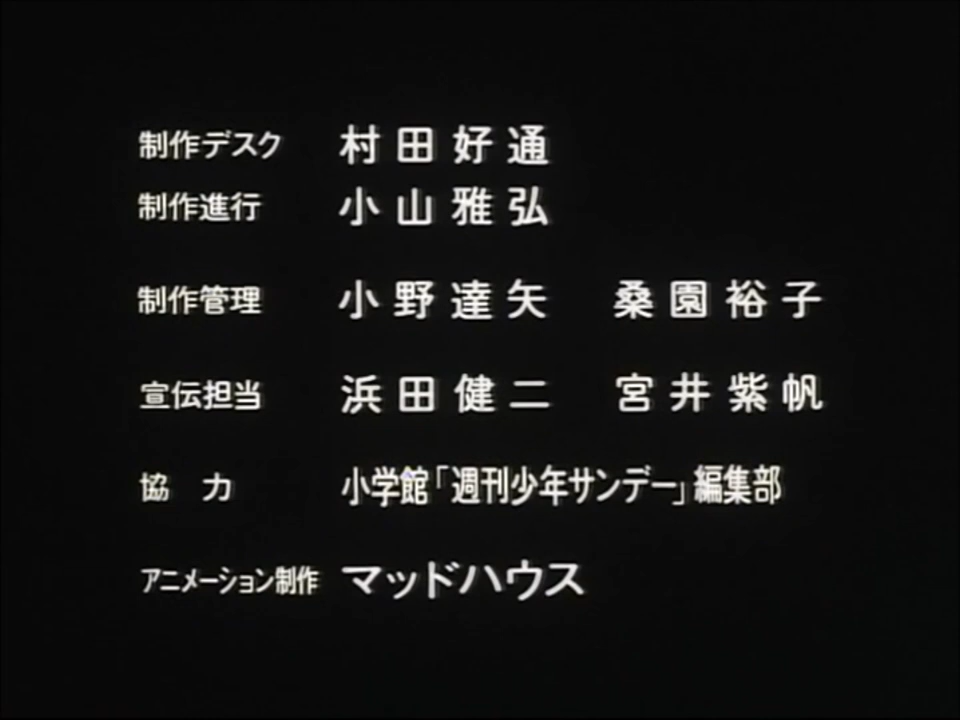 制作デスク 村田好通
制作進行 小山雅弘
制作管理 小野達矢 桑園裕子
宣伝担当 浜田健二 宮井紫帆
協 力 小学館「週刊少年サンデー」編集部
アニメーション制作 マッドハウス